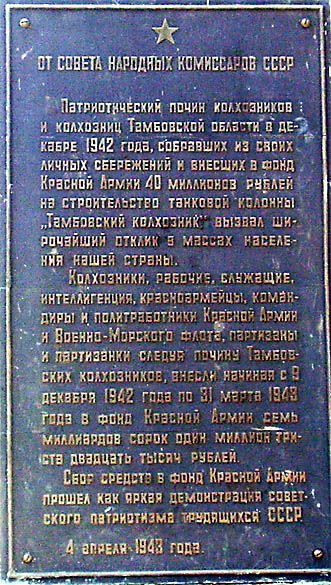 ОТ СОВЕТА НАРОДНЫХ КОМИССАРОВ СССР
Патриотический почин колхозников
и колхозниц Тамбовской области в де-
кабре 1942 года, собравших из своих
личных сбережений и внесших в фонд
Красной Армии 40 миллионов рублей
на строительство танковой колонны
„Тамбовский колхозник" вызвал ши-
рочайший отклик в массах населе-
ния нашей страны.
Колхозники, рабочие, служащие,
интеллигенция, красноармейцы, коман-
диры и политработники Красной Армии
и Военно-Морского флота, партизаны
и партизанки следуя почину Тамбов-
ских колхозников, внесли начиная с 9
декабря 1942 года по 31 марта 1943
года в фонд Красной Армии семь
миллиардов сорок один миллион три-
ста двадцать тысяч рублей.
Сбор средств в фонд Красной Армии
прошел как яркая демонстрация совет-
ского патриотизма трудящихся СССР
4 апреля 1943 года.